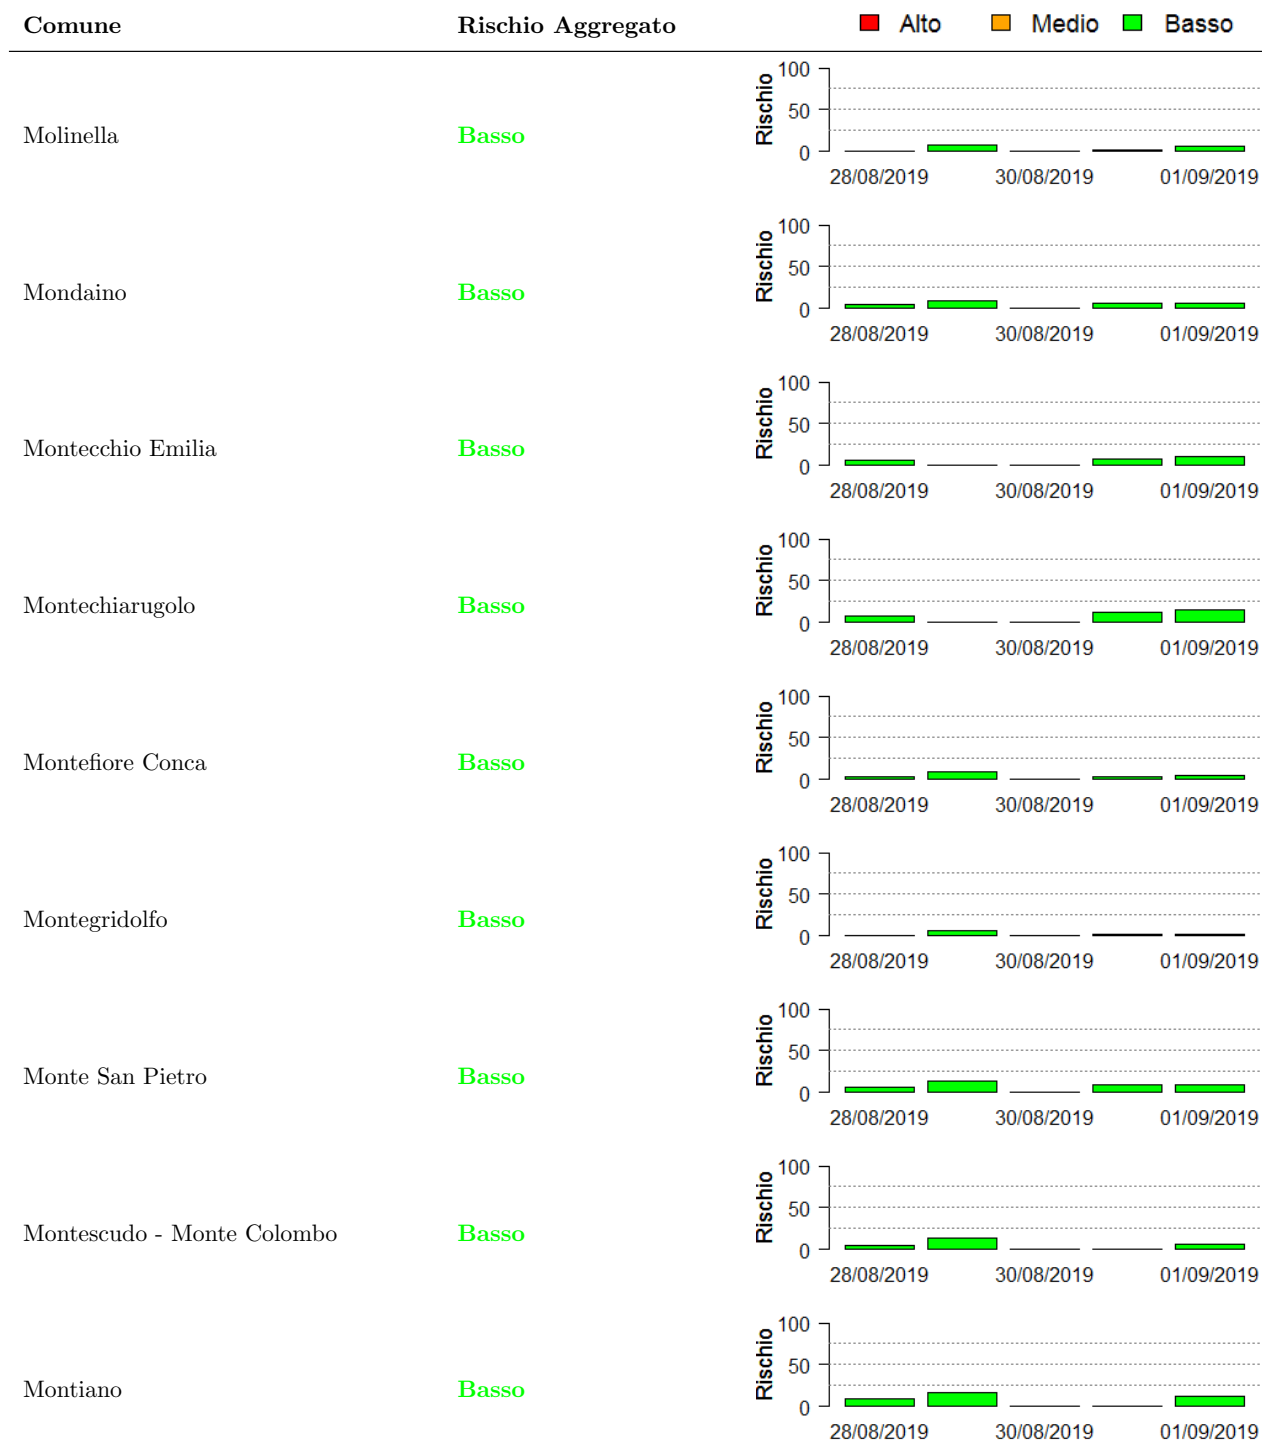 Comune Rischio Aggregato Alto Medio Basso
Molinella Basso Rischio 100 50 0
28/08/2019 30/08/2019 01/09/2019
Mondaino Basso Rischio 100 50 0
28/08/2019 30/08/2019 01/09/2019
Montecchio Emilia Basso Rischio 100 50 0
28/08/2019 30/08/2019 01/09/2019
Montechiarugolo Basso Rischio 100 50 0
28/08/2019 30/08/2019 01/09/2019
Montefiore Conca Basso Rischio 100 50 0
28/08/2019 30/08/2019 01/09/2019
Montegridolfo Basso Rischio 100 50 0
28/08/2019 30/08/2019 01/09/2019
Monte San Pietro Basso Rischio 100 50 0
28/08/2019 30/08/2019 01/09/2019
Montescudo - Monte Colombo Basso Rischio 100 50 0
28/08/2019 30/08/2019 01/09/2019
Montiano Basso Rischio 100 50 0
28/08/2019 30/08/2019 01/09/2019